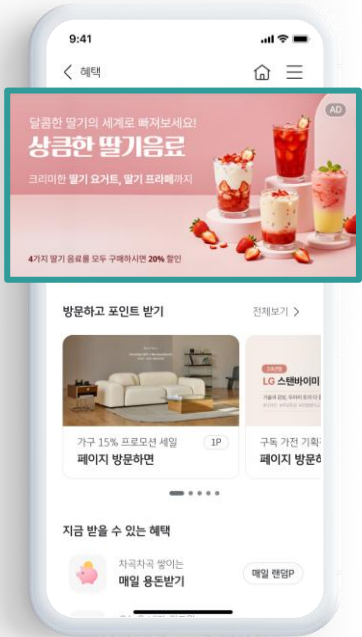 9:41
혜택
AD
달콤한 딸기의 세계로 빠져보세요!
상큼한 딸기음료
크리미한 딸기 요거트, 딸기 프라페까지
4가지 딸기 음료를 모두 구매하시면 20% 할인
방문하고 포인트 받기
전체보기
가구 15% 프로모션 세일
1P
페이지 방문하면
LG 스탠바이미
구독 가전 기획
페이지 방문하
지금 받을 수 있는 혜택
차곡차곡 쌓이는
매일 용돈받기
매일 랜덤P